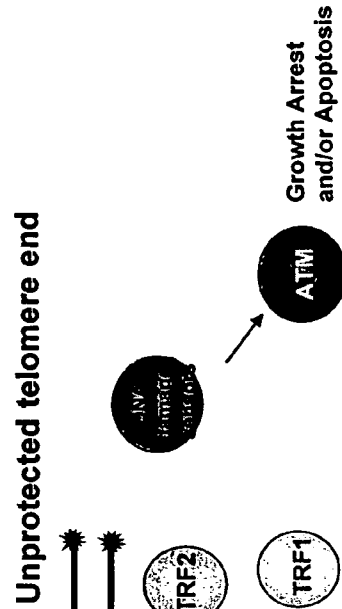 Unprotected telomere end
TRF2
TRF1
ATM
Growth Arrest
and/or Apoptosis